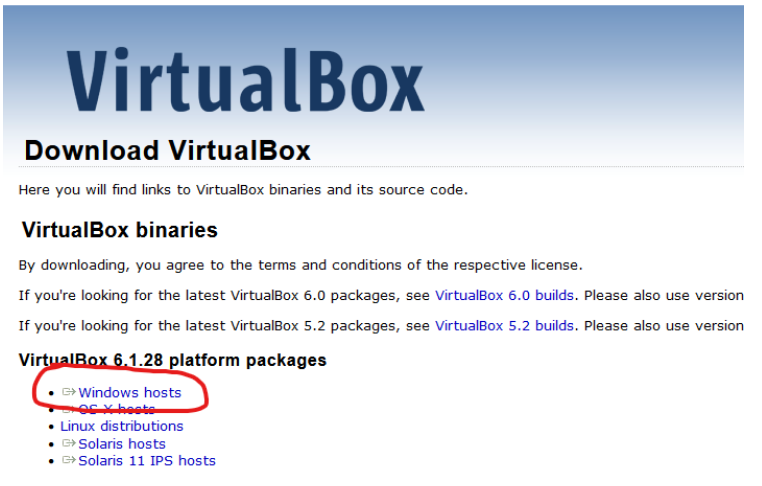 VirtualBox
Download VirtualBox
Here you will find links to VirtualBox binaries and its source code.
VirtualBox binaries
By downloading, you agree to the terms and conditions of the respective license.
If you're looking for the latest VirtualBox 6.0 packages, see VirtualBox 6.0 builds. Please also use version
If you're looking for the latest VirtualBox 5.2 packages, see VirtualBox 5.2 builds. Please also use version
VirtualBox 6.1.28 platform packages
Windows hosts
OS X hosts
Linux distributions
Solaris hosts
Solaris 11 IPS hosts